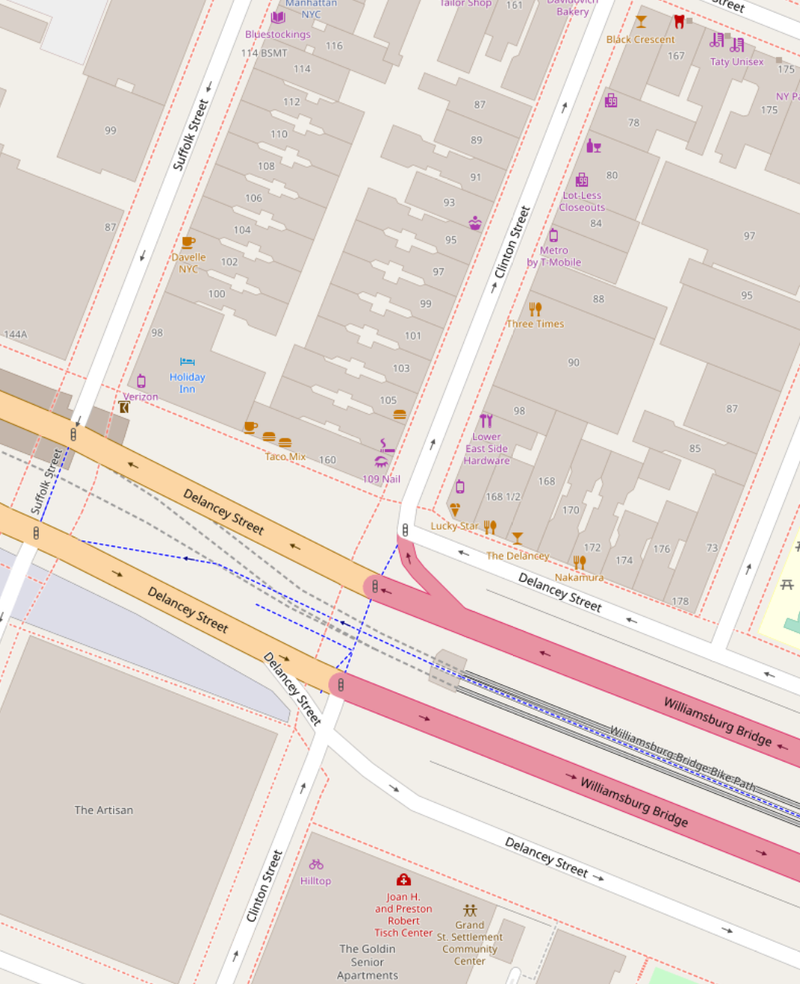 Manhattan
NYC
Tailor Shop
161
Davidovich
Bakery
Street
Bluestockings
116
114 BSMT
114
Black Crescent
167
Taty Unisex
175
NY Pa
175
112
87
78
99
110
89
Suffolk Street
108
91
80
Lot-Less
Closeouts
106
93
84
87
104
95
97
Clinton Street
Metro
by T-Mobile
Davelle
NYC
102
97
100
99
88
95
Three Times
144A
98
101
90
Holiday
Inn
103
Verizon
105
98
87
Lower
East Side
Hardware
85
Taco Mix
160
109 Nail
168
168 1/2
170
Suffolk Street
Delancey Street
Lucky Star
The Delancey
172
174
176
73
Nakamura
178
Delancey Street
Delancey Street
Delancey Street
Williamsburg Bridge
Williamsburg Bridge Bike Path
Williamsburg Bridge
The Artisan
Delancey Street
Clinton Street
Hilltop
Joan H.
and Preston
Robert
Tisch Center
Grand
St. Settlement
Community
Center
The Goldin
Senior
Apartments